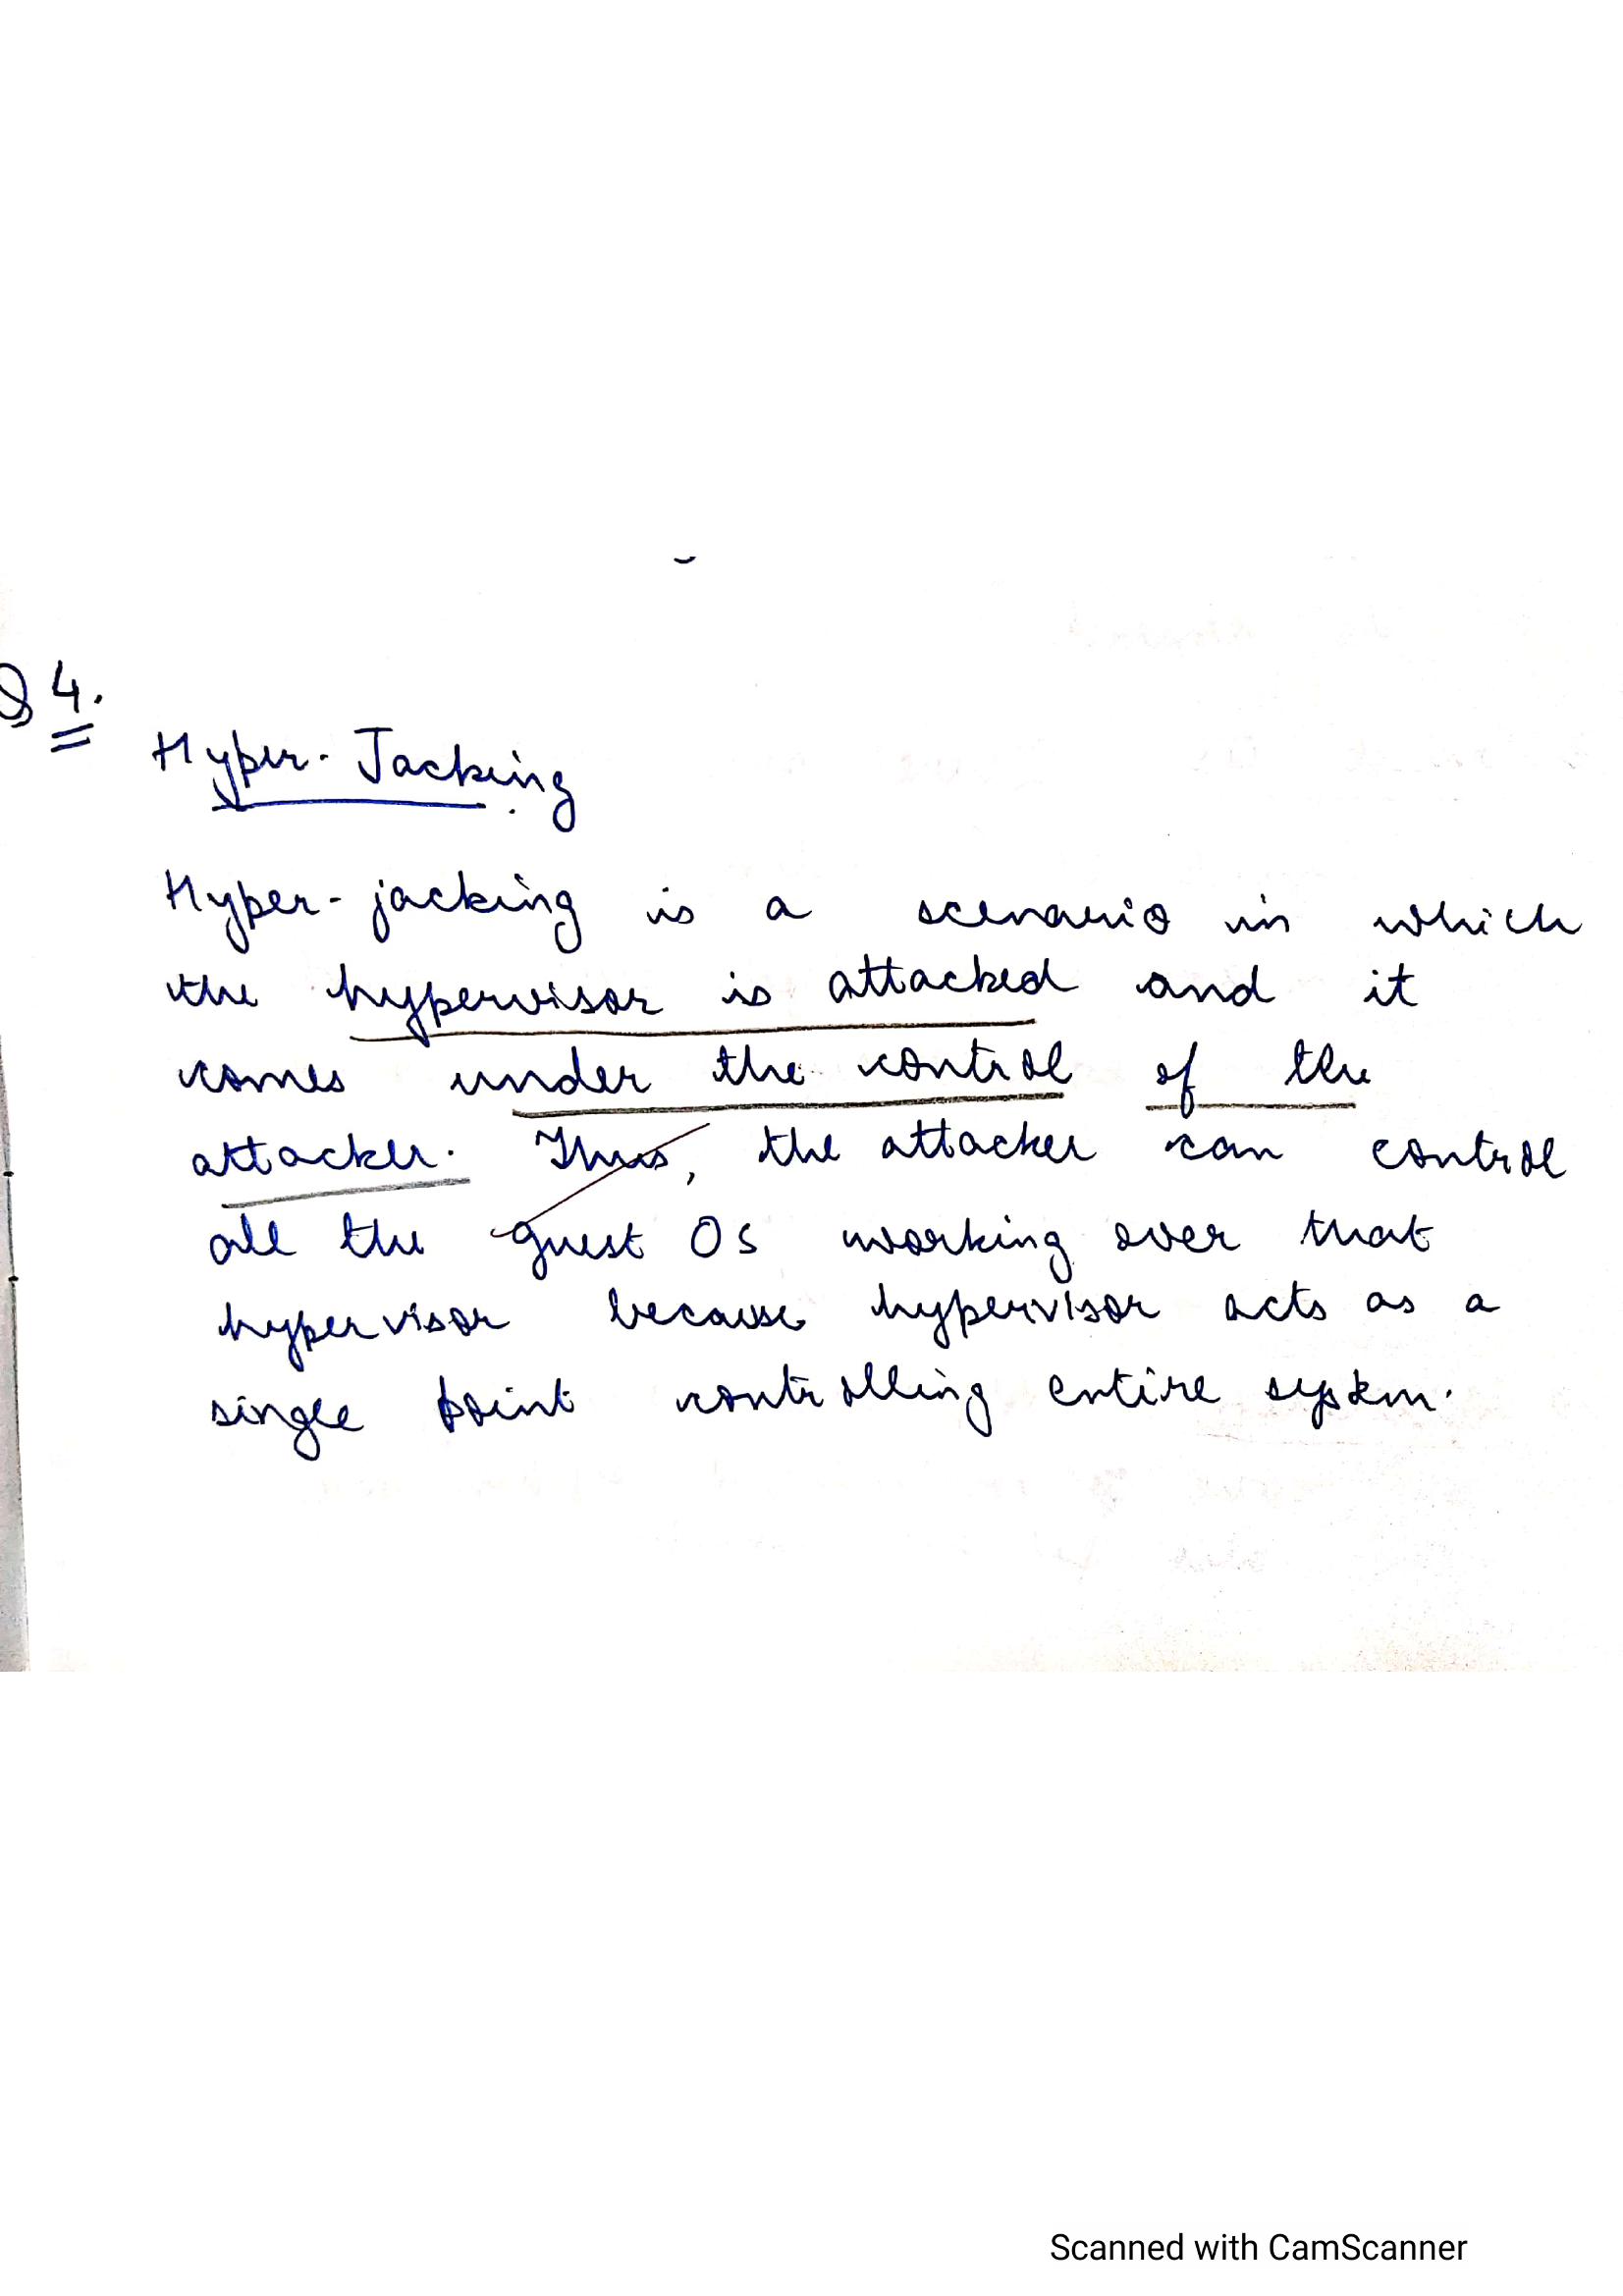 Q4.
Hyper-Jacking
Hyper-jacking is a scenario in which
the hypervisor is attacked and it
comes under the control of the
attacker. Thus, the attacker can control
all the guest OS working over that
hypervisor because hypervisor acts as a
single point controlling entire system.
Scanned with CamScanner